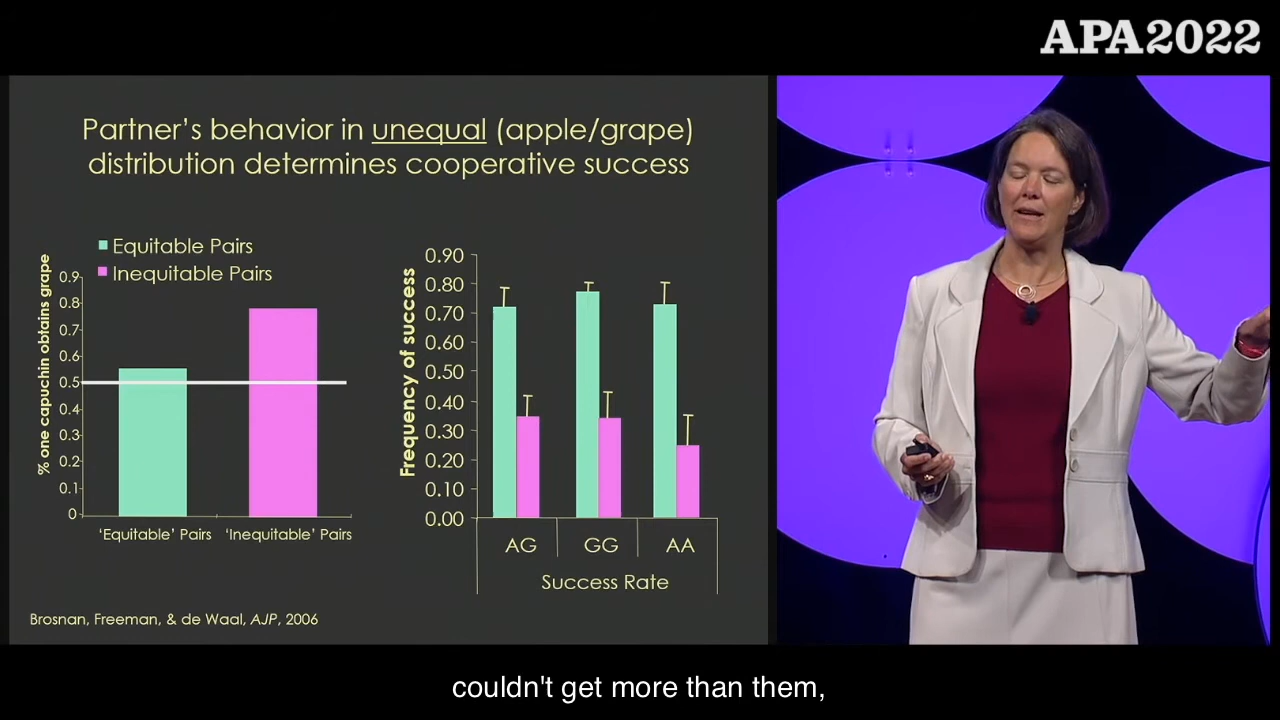 APA2022
Partner's behavior in unequal (apple/grape)
distribution determines cooperative success
Equitable Pairs
Inequitable Pairs
% one capuchin obtains grape
0.9
0.8
0.7
0.6
0.5
0.4
0.3
0.2
0.1
0
'Equitable' Pairs
'Inequitable' Pairs
Frequency of success
0.90
0.80
0.70
0.60
0.50
0.40
0.30
0.20
0.10
0.00
AG
GG
AA
Success Rate
Brosnan, Freeman, & de Waal, AJP, 2006
couldn't get more than them,